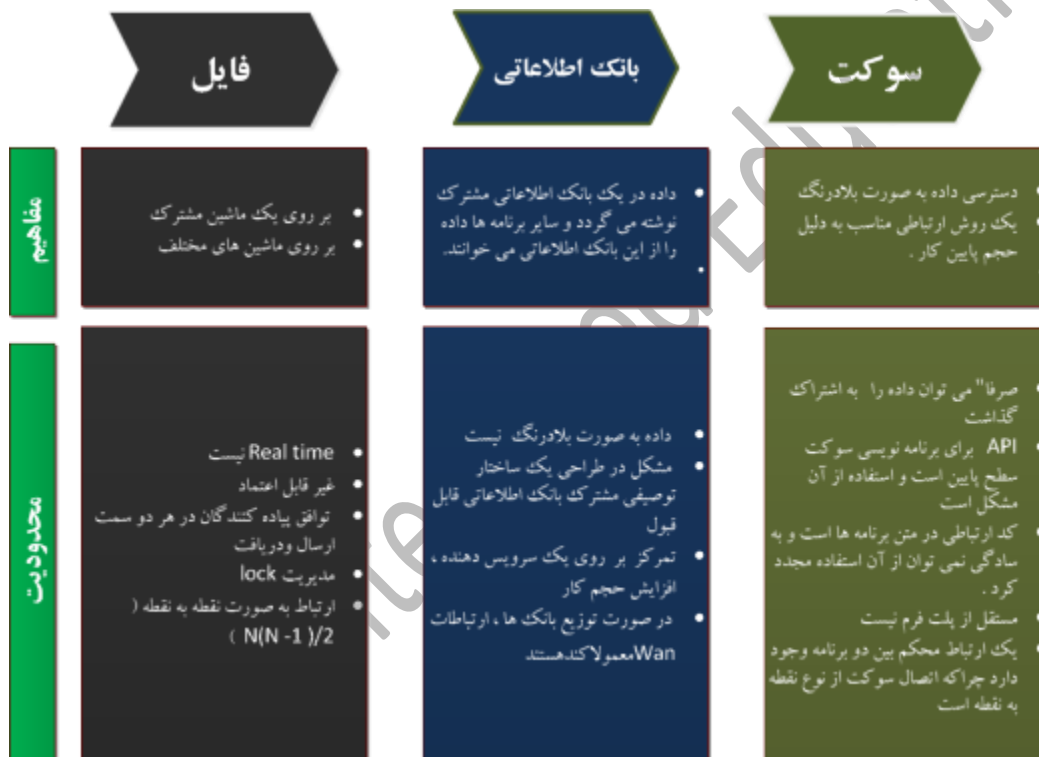 سوکت
بانک اطلاعاتی
فایل
مفاهیم
• دسترسی داده به صورت بلادرنگ
• یک روش ارتباطی مناسب به دلیل
حجم پایین کار .
• داده در یک بانک اطلاعاتی مشترک
نوشته می گردد و سایر برنامه ها داده
را از این بانک اطلاعاتی می خوانند.
•
• بر روی یک ماشین مشترک
• بر روی ماشین های مختلف
محدودیت
• صرفا" می توان داده را به اشتراک
گذاشت
• API برای برنامه نویسی سوکت
سطح پایین است و استفاده از آن
مشکل است
• کد ارتباطی در متن برنامه ها است و به
سادگی نمی توان از آن استفاده مجدد
کرد .
• مستقل از پلت فرم نیست
• یک ارتباط محکم بین دو برنامه وجود
دارد چراکه اتصال سوکت از نوع نقطه
به نقطه است
• داده به صورت بلادرنگ نیست
• مشکل در طراحی یک ساختار
توصیفی مشترک بانک اطلاعاتی قابل
قبول
• تمرکز بر روی یک سرویس دهنده ،
افزایش حجم کار
• در صورت توزیع بانک ها ، ارتباطات
Wanمعمولاکندهستند
• Real time نیست
• غیر قابل اعتماد
• توافق پیاده کنندگان در هر دو سمت
ارسال ودریافت
• مدیریت lock
• ارتباط به صورت نقطه به نقطه (
N(N -1 )/2 )